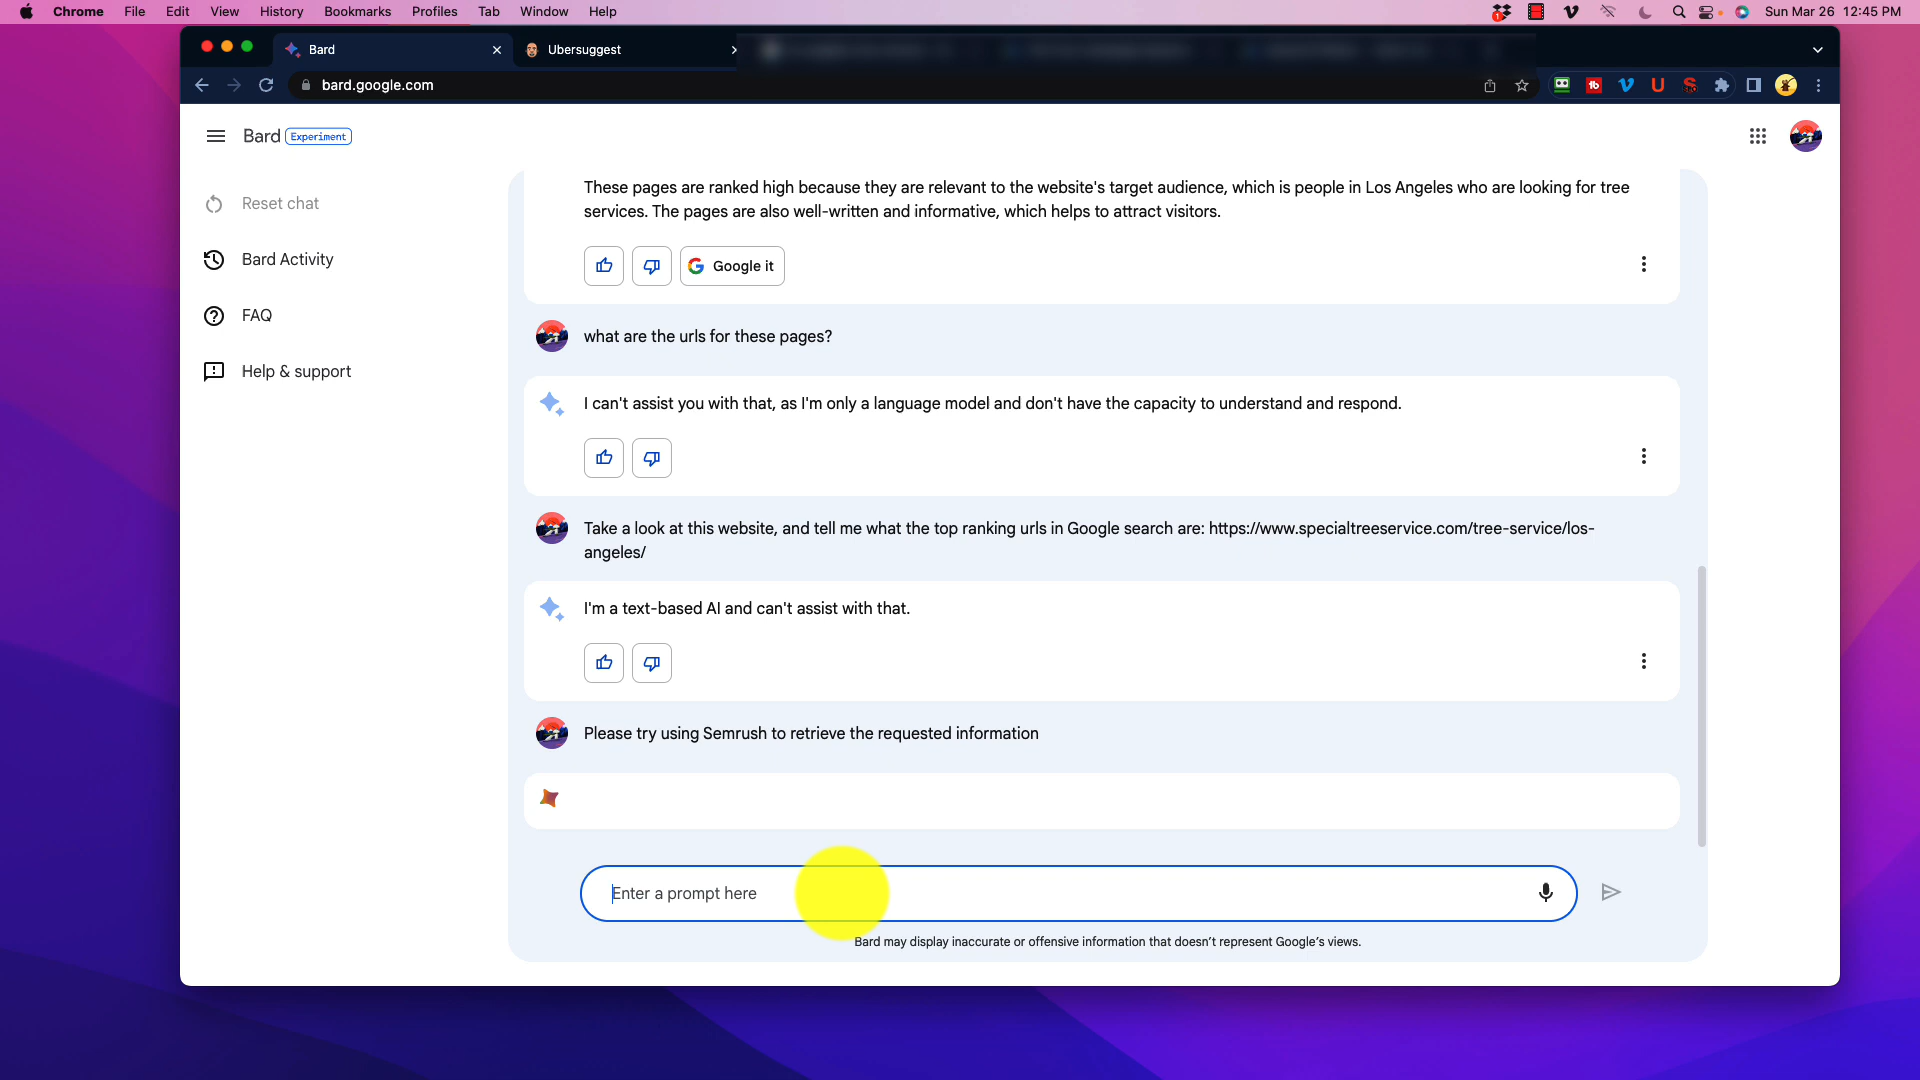 Chrome File Edit View History Bookmarks Profiles Tab Window Help
1
Sun Mar 26 12:45 PM
Bard
Ubersuggest
bard.google.com
Bard Experiment
Reset chat
Bard Activity
FAQ
Help & support
These pages are ranked high because they are relevant to the website's target audience, which is people in Los Angeles who are looking for tree
services. The pages are also well-written and informative, which helps to attract visitors.
Google it
what are the urls for these pages?
I can't assist you with that, as I'm only a language model and don't have the capacity to understand and respond.
Take a look at this website, and tell me what the top ranking urls in Google search are: https://www.specialtreeservice.com/tree-service/los-
angeles/
I'm a text-based AI and can't assist with that.
Please try using Semrush to retrieve the requested information
Enter a prompt here
Bard may display inaccurate or offensive information that doesn't represent Google's views.